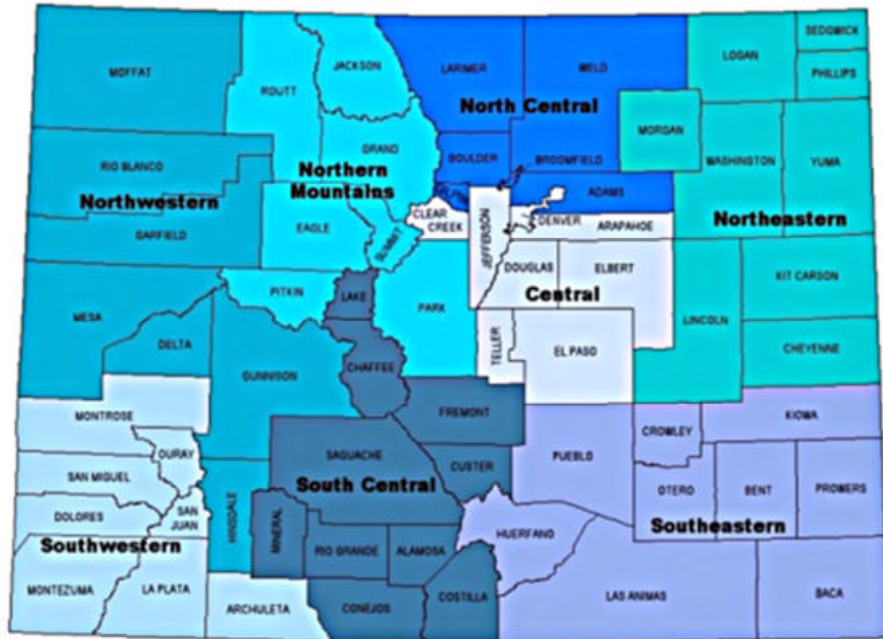 MOFFAT
ROUTT
JACKSON
LARIMER
WELD
LOGAN
SEDGWICK
PHILLIPS
North Central
MORGAN
RIO BLANCO
GRAND
BOULDER
BROOMFIELD
WASHINGTON
YUMA
Northern
Mountains
Northwestern
ADAMS
Northeastern
GARFIELD
EAGLE
SUMMIT
CLEAR
CREEK
JEFFERSON
DENVER
ARAPAHOE
DOUGLAS
ELBERT
KIT CARSON
Central
PITKIN
LAKE
PARK
MESA
LINCOLN
DELTA
GUNNISON
CHAFFEE
TELLER
EL PASO
CHEYENNE
MONTROSE
FREMONT
KIOWA
CROWLEY
OURAY
SAGUACHE
CUSTER
PUEBLO
SAN MIGUEL
South Central
OTERO
BENT
PROWERS
DOLORES
SAN
JUAN
HINSDALE
MINERAL
Southeastern
Southwestern
RIO GRANDE
ALAMOSA
HUERFANO
MONTEZUMA
LA PLATA
ARCHULETA
CONEJOS
COSTILLA
LAS ANIMAS
BACA